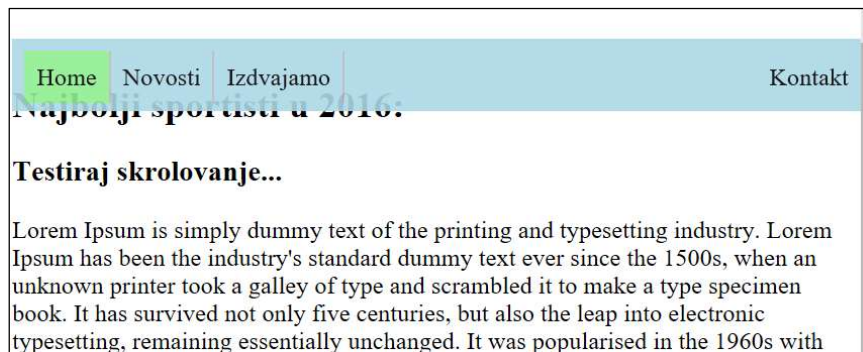 Home Novosti Izdvajamo Kontakt
Najbolji sportisti u 2016:
Testiraj skrolovanje...
Lorem Ipsum is simply dummy text of the printing and typesetting industry. Lorem
Ipsum has been the industry's standard dummy text ever since the 1500s, when an
unknown printer took a galley of type and scrambled it to make a type specimen
book. It has survived not only five centuries, but also the leap into electronic
typesetting, remaining essentially unchanged. It was popularised in the 1960s with